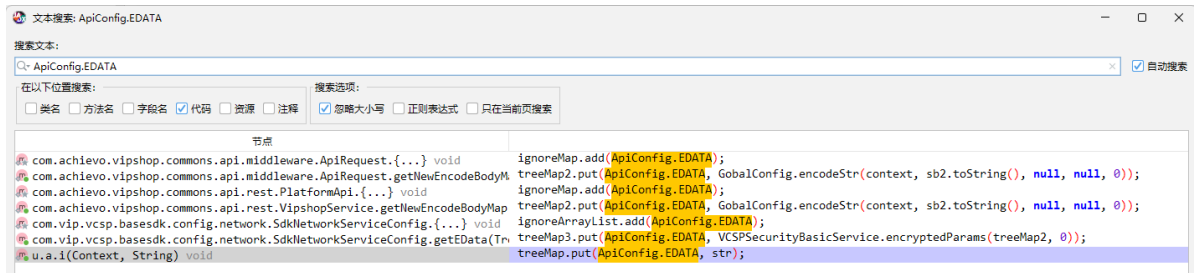 文本搜索: ApiConfig.EDATA
搜索文本:
ApiConfig.EDATA
自动搜索
在以下位置搜索:
搜索选项:
类名 方法名 字段名 代码 资源 注释 忽略大小写 正则表达式 只在当前页搜索
节点
com.achievo.vipshop.commons.api.middleware.ApiRequest.{...} void ignoreMap.add(ApiConfig.EDATA);
com.achievo.vipshop.commons.api.middleware.ApiRequest.getNewEncodeBodyM treeMap2.put(ApiConfig.EDATA, GobalConfig.encodeStr(context, sb2.toString(), null, null, 0));
com.achievo.vipshop.commons.api.rest.PlatformApi.{...} void ignoreMap.add(ApiConfig.EDATA);
com.achievo.vipshop.commons.api.rest.VipshopService.getNewEncodeBodyMap treeMap2.put(ApiConfig.EDATA, GobalConfig.encodeStr(context, sb2.toString(), null, null, 0));
com.vip.vcsp.basesdk.config.network.SdkNetworkServiceConfig.{...} void ignoreArrayList.add(ApiConfig.EDATA);
com.vip.vcsp.basesdk.config.network.SdkNetworkServiceConfig.getEData(Tr treeMap3.put(ApiConfig.EDATA, VCSPSecurityBasicService.encryptedParams(treeMap2, 0));
u.a.i(Context, String) void treeMap.put(ApiConfig.EDATA, str);